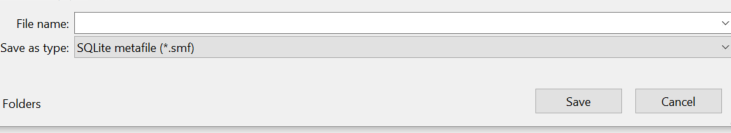 File name:
Save as type: SQLite metafile (*.smf)
Folders
Save
Cancel